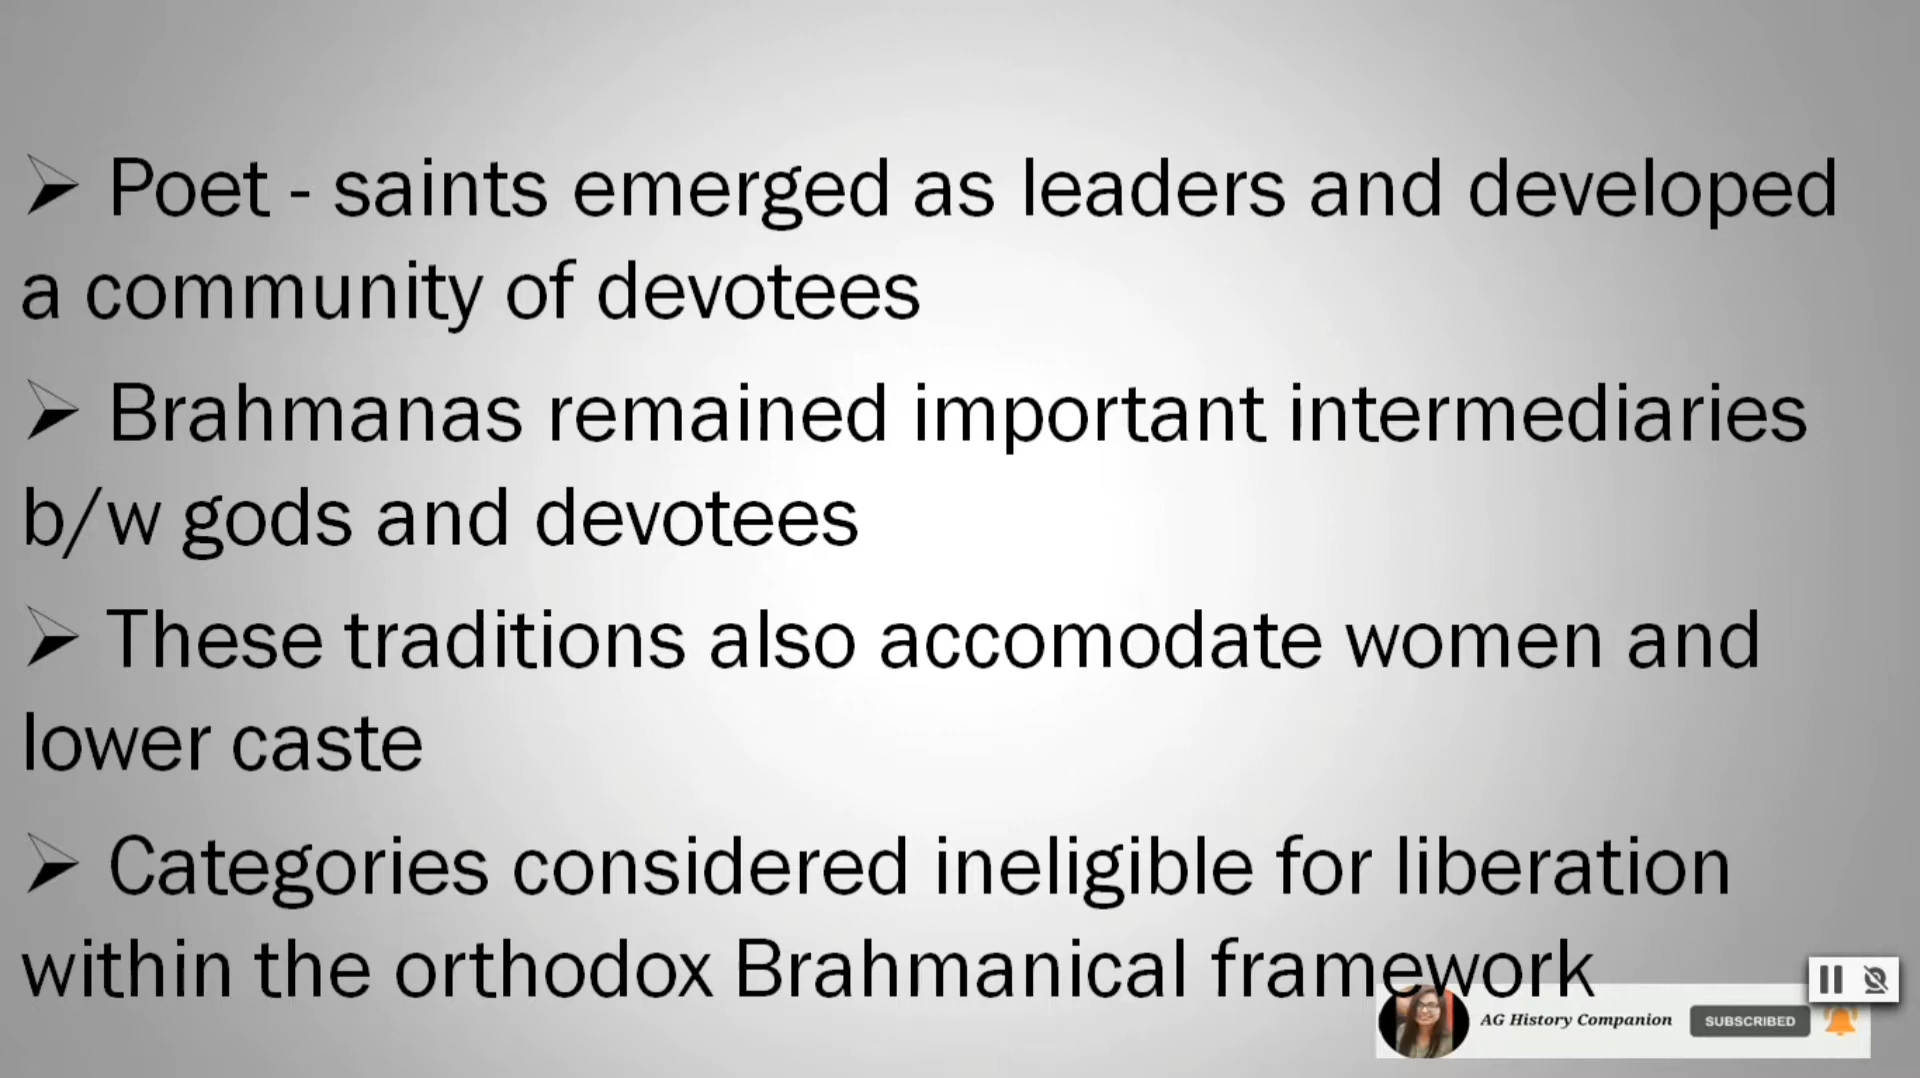 ➢ Poet - saints emerged as leaders and developed
a community of devotees
➢ Brahmanas remained important intermediaries
b/w gods and devotees
➢ These traditions also accomodate women and
lower caste
➢ Categories considered ineligible for liberation
within the orthodox Brahmanical framework
AG History Companion SUBSCRIBED